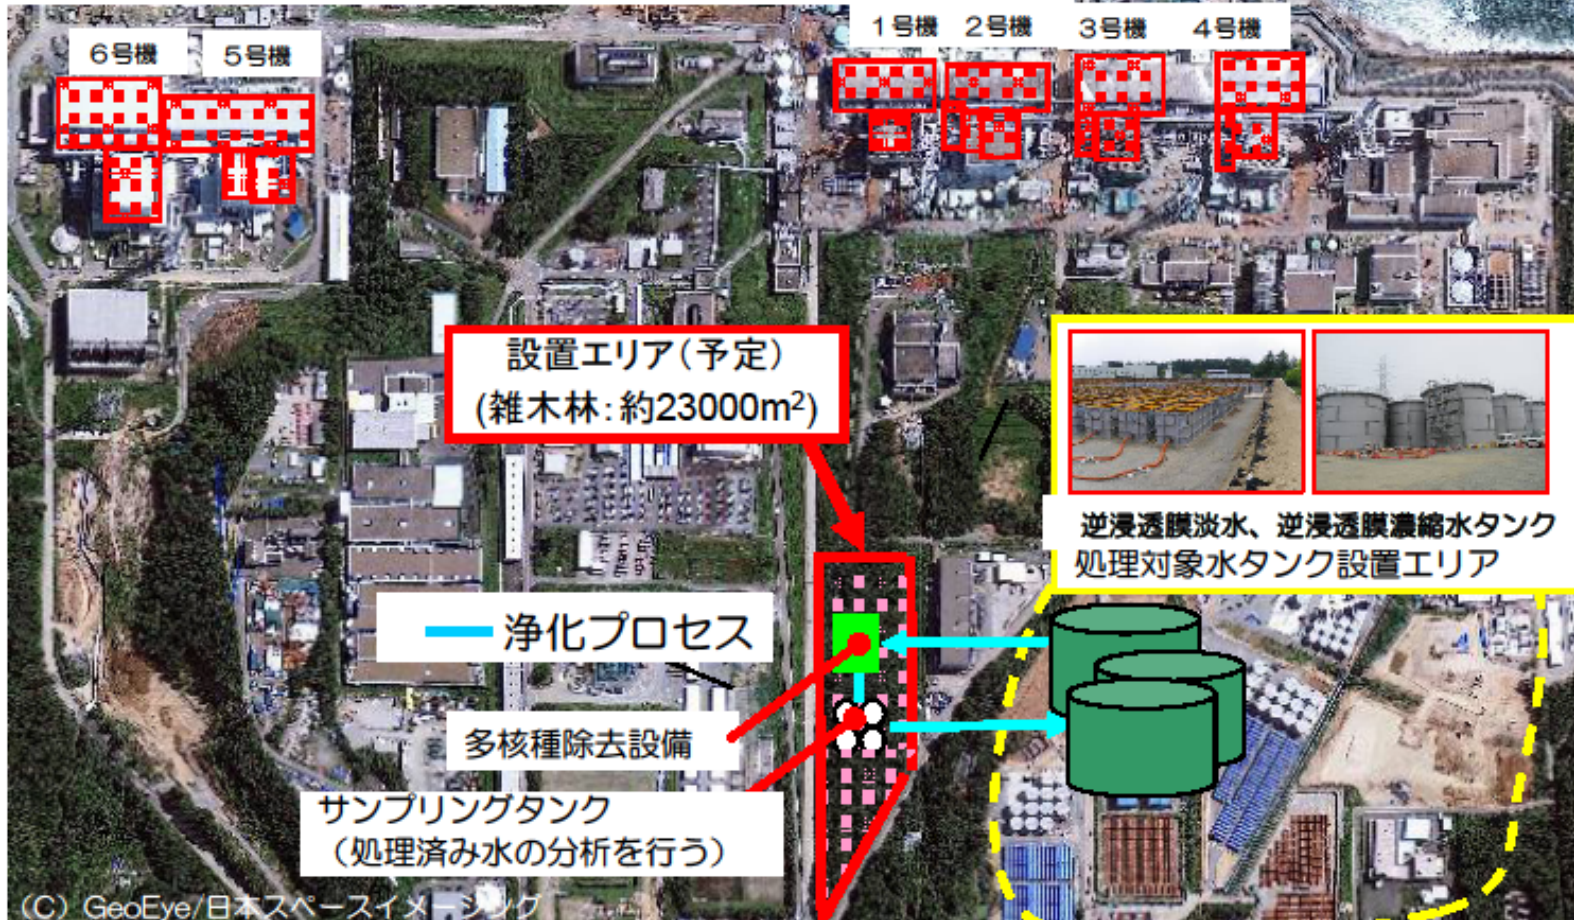 6号機
5号機
1号機
2号機
3号機
4号機
設置エリア(予定)
(雑木林:約23000m²)
逆浸透膜淡水、逆浸透膜濃縮水タンク
処理対象水タンク設置エリア
浄化プロセス
多核種除去設備
サンプリングタンク
(処理済み水の分析を行う)
(C) GeoEye/日本スペースイメージング